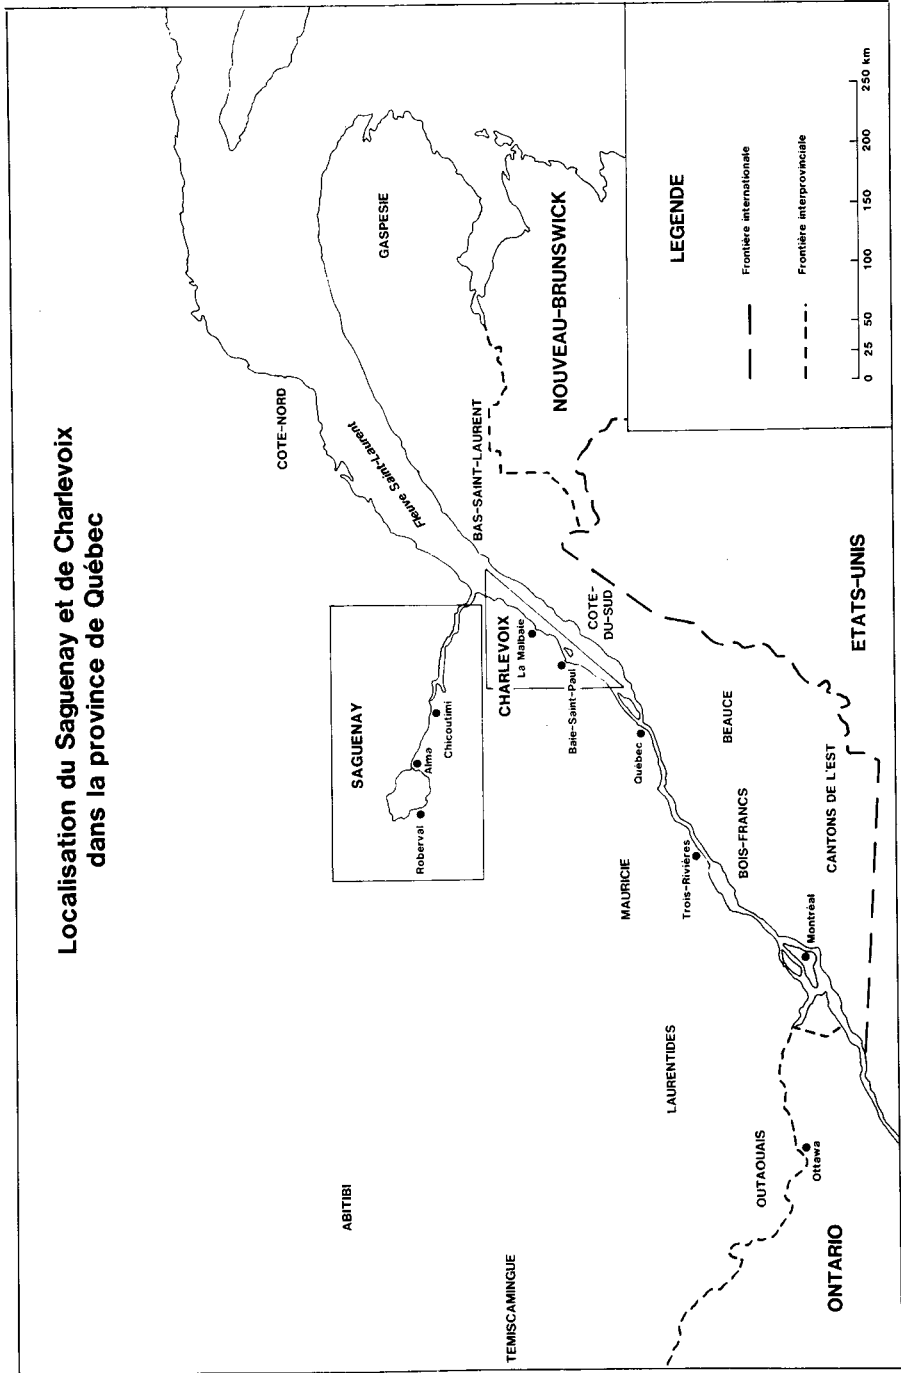 Localisation du Saguenay et de Charlevoix
dans la province de Québec
COTE-NORD
GASPESIE
Fleuve Saint-Laurent
SAGUENAY
Roberval
Alma
Chicoutimi
ABITIBI
TEMISCAMINGUE
BAS-SAINT-LAURENT
NOUVEAU-BRUNSWICK
CHARLEVOIX
La Malbaie
Baie-Saint-Paul
COTE-
DU-SUD
Québec
MAURICIE
Trois-Rivières
BEAUCE
BOIS-FRANCS
LAURENTIDES
CANTONS DE L'EST
Montréal
OUTAOUAIS
Ottawa
ONTARIO
ETATS-UNIS
LEGENDE
Frontière internationale
Frontière interprovinciale
0 25 50 100 150 200 250 km